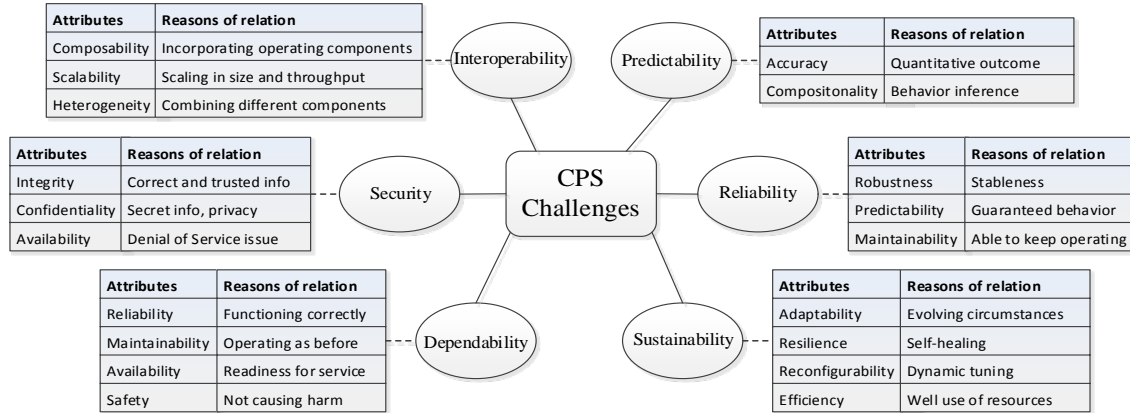 Attributes Reasons of relation
Composability Incorporating operating components
Scalability Scaling in size and throughput
Heterogeneity Combining different components
Interoperability
Predictability
Attributes Reasons of relation
Accuracy Quantitative outcome
Compositonality Behavior inference
Attributes Reasons of relation
Integrity Correct and trusted info
Confidentiality Secret info, privacy
Availability Denial of Service issue
Security
CPS
Challenges
Reliability
Attributes Reasons of relation
Robustness Stableness
Predictability Guaranteed behavior
Maintainability Able to keep operating
Attributes Reasons of relation
Reliability Functioning correctly
Maintainability Operating as before
Availability Readiness for service
Safety Not causing harm
Dependability
Sustainability
Attributes Reasons of relation
Adaptability Evolving circumstances
Resilience Self-healing
Reconfigurability Dynamic tuning
Efficiency Well use of resources